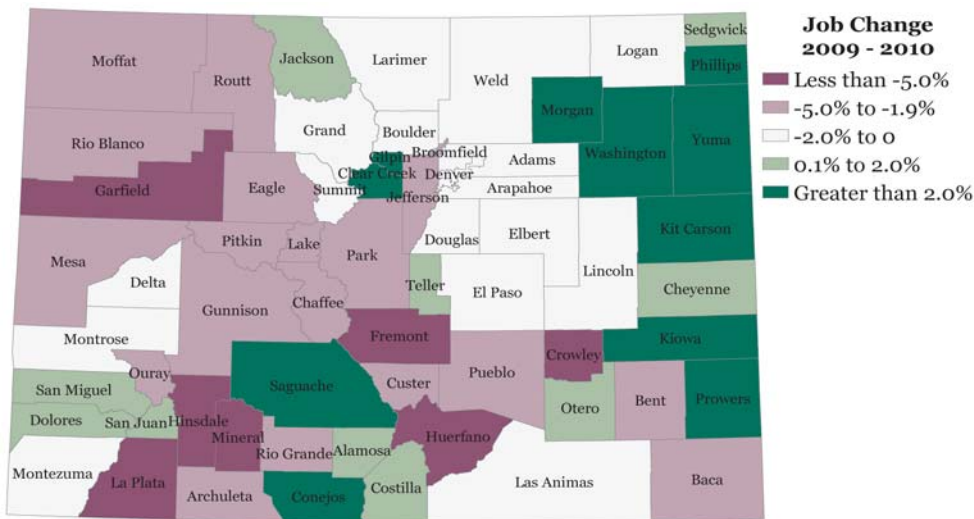 Job Change
2009 - 2010
Less than -5.0%
-5.0% to -1.9%
-2.0% to 0
0.1% to 2.0%
Greater than 2.0%
Moffat
Routt
Jackson
Larimer
Weld
Logan
Sedgwick
Phillips
Morgan
Washington
Yuma
Rio Blanco
Grand
Boulder
Broomfield
Gilpin
Adams
Clear Creek
Denver
Arapahoe
Garfield
Eagle
Summit
Jefferson
Kit Carson
Pitkin
Lake
Park
Douglas
Elbert
Lincoln
Mesa
Delta
Teller
El Paso
Cheyenne
Gunnison
Chaffee
Montrose
Fremont
Crowley
Kiowa
Ouray
Saguache
Custer
Pueblo
San Miguel
Otero
Bent
Prowers
Dolores
San Juan
Hinsdale
Mineral
Rio Grande
Alamosa
Huerfano
Montezuma
La Plata
Archuleta
Conejos
Costilla
Las Animas
Baca